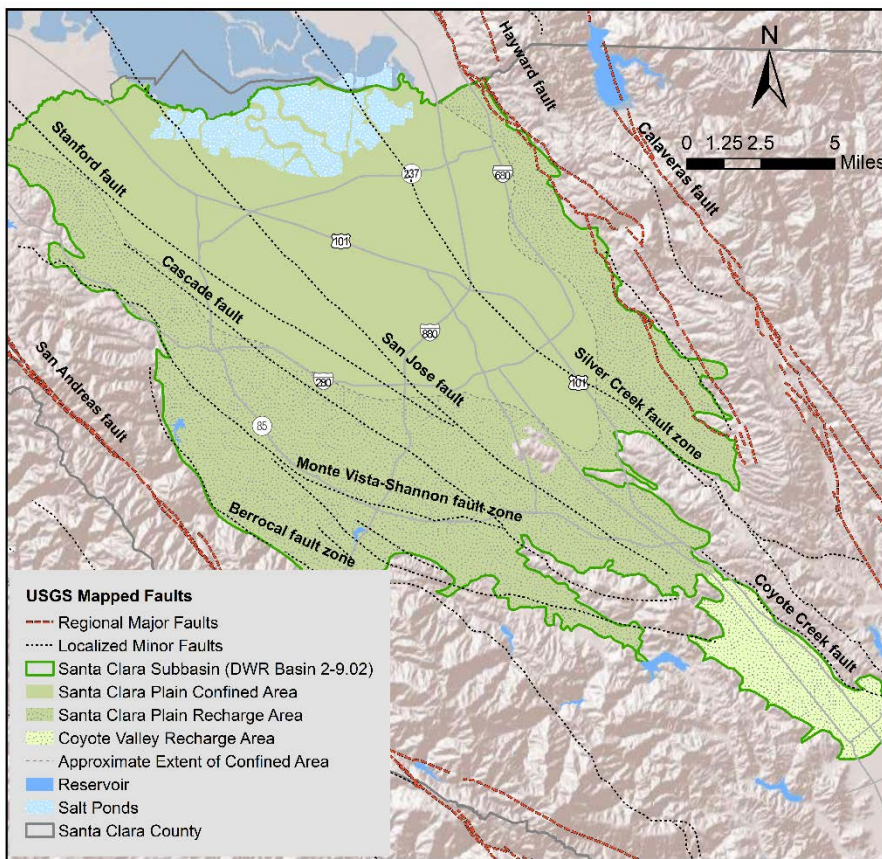 Hayward fault
N
Calaveras fault
0 1.25 2.5 5
Miles
Stanford fault
237
680
101
Cascade fault
San Jose fault
880
Silver Creek fault zone
San Andreas fault
280
101
85
Monte Vista-Shannon fault zone
Berrocal fault zone
Coyote Creek fault
USGS Mapped Faults
Regional Major Faults
Localized Minor Faults
Santa Clara Subbasin (DWR Basin 2-9.02)
Santa Clara Plain Confined Area
Santa Clara Plain Recharge Area
Coyote Valley Recharge Area
Approximate Extent of Confined Area
Reservoir
Salt Ponds
Santa Clara County